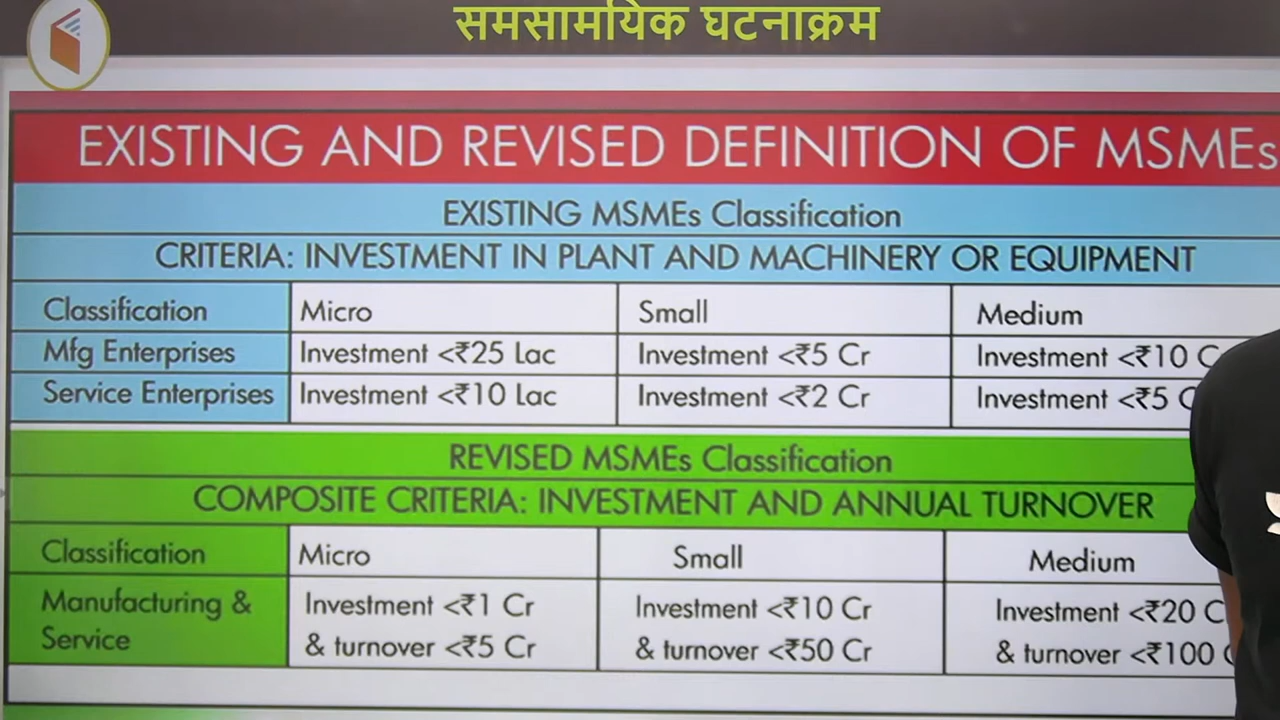 समसामयिक घटनाक्रम
EXISTING AND REVISED DEFINITION OF MSMEs
EXISTING MSMEs Classification
CRITERIA: INVESTMENT IN PLANT AND MACHINERY OR EQUIPMENT
Classification Micro Small Medium
Mfg Enterprises Investment <₹25 Lac Investment <₹5 Cr Investment <₹10 C
Service Enterprises Investment <₹10 Lac Investment <₹2 Cr Investment <₹5 C
REVISED MSMEs Classification
COMPOSITE CRITERIA: INVESTMENT AND ANNUAL TURNOVER
Classification Micro Small Medium
Manufacturing & Investment <₹1 Cr Investment <₹10 Cr Investment <₹20 C
Service & turnover <₹5 Cr & turnover <₹50 Cr & turnover <₹100